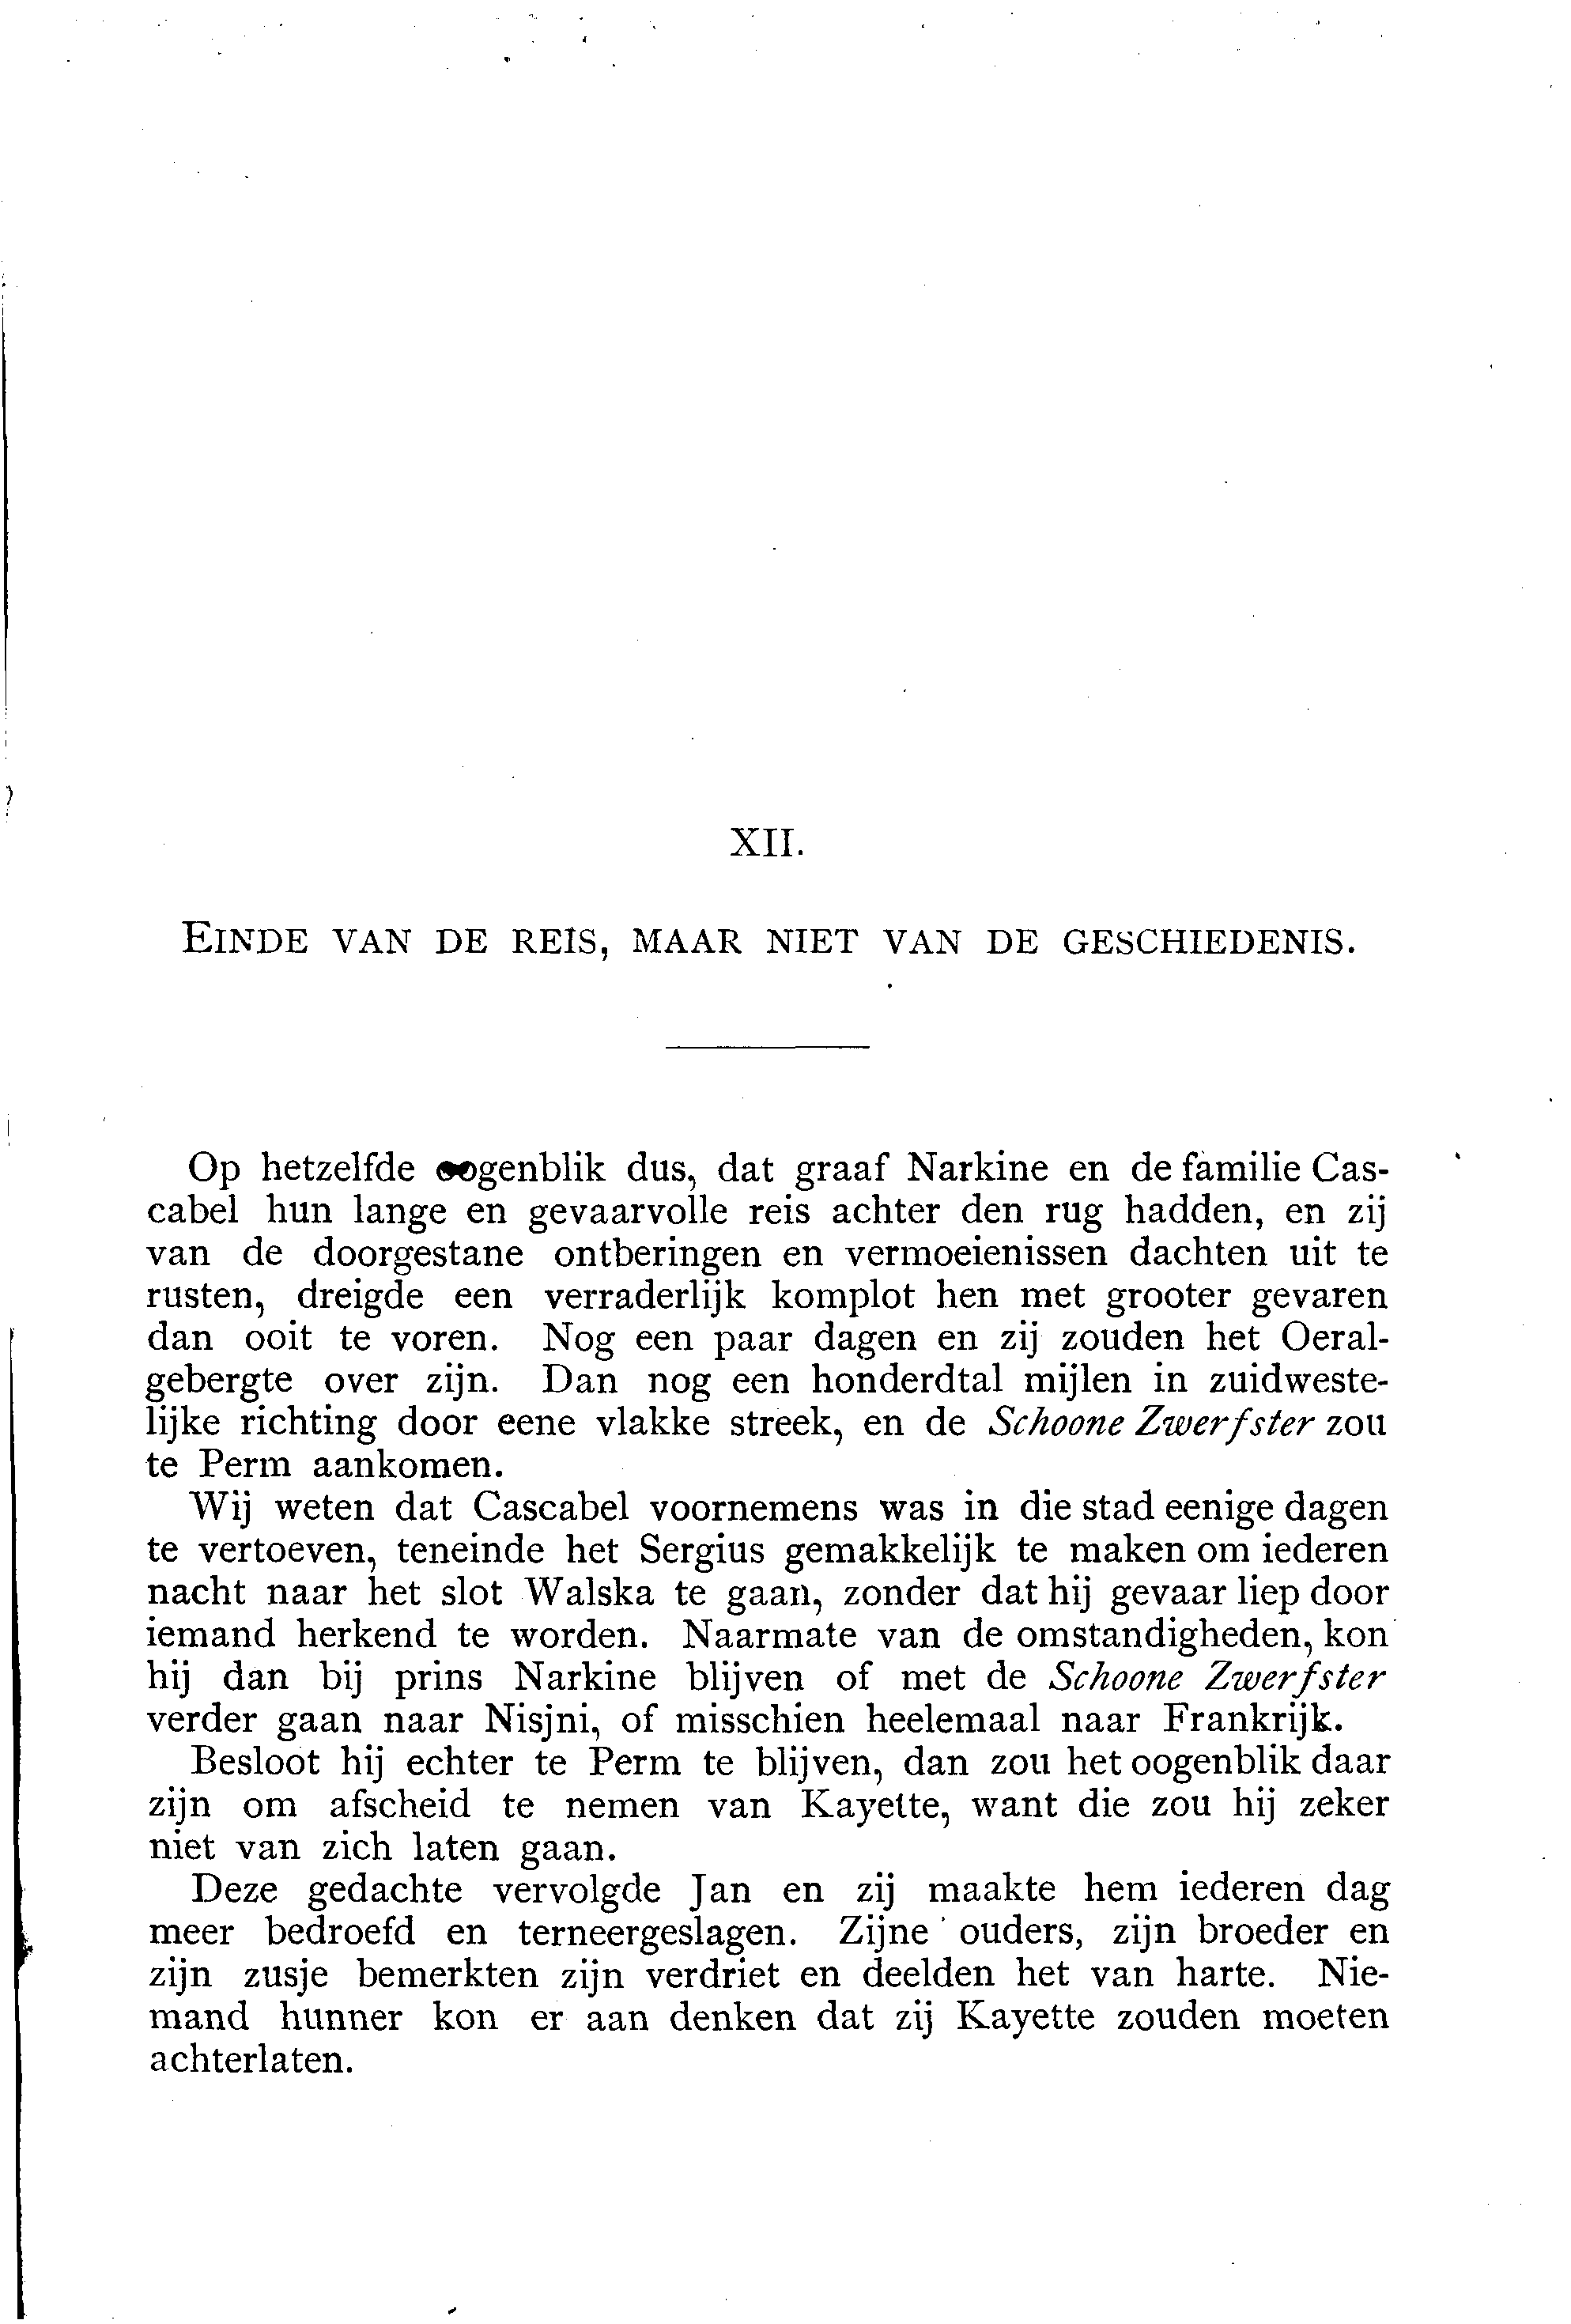 XII.
EINDE VAN DE REIS, MAAR NIET VAN DE GESCHIEDENIS.
Op hetzelfde oogenblik dus, dat graaf Narkine en de familie Cas-
cabel hun lange en gevaarvolle reis achter den rug hadden, en zij
van de doorgestane ontberingen en vermoeienissen dachten uit te
rusten, dreigde een verraderlijk komplot hen met grooter gevaren
dan ooit te voren. Nog een paar dagen en zij zouden het Oeral-
gebergte over zijn. Dan nog een honderdtal mijlen in zuidweste-
lijke richting door eene vlakke streek, en de Schoone Zwerfster zou
te Perm aankomen.
Wij weten dat Cascabel voornemens was in die stad eenige dagen
te vertoeven, teneinde het Sergius gemakkelijk te maken om iederen
nacht naar het slot Walska te gaan, zonder dat hij gevaar liep door
iemand herkend te worden. Naarmate van de omstandigheden, kon
hij dan bij prins Narkine blijven of met de Schoone Zwerfster
verder gaan naar Nisjni, of misschien heelemaal naar Frankrijk.
Besloot hij echter te Perm te blijven, dan zou het oogenblik daar
zijn om afscheid te nemen van Kayette, want die zou hij zeker
niet van zich laten gaan.
Deze gedachte vervolgde Jan en zij maakte hem iederen dag
meer bedroefd en terneergeslagen. Zijne ouders, zijn broeder en
zijn zusje bemerkten zijn verdriet en deelden het van harte. Nie-
mand hunner kon er aan denken dat zij Kayette zouden moeten
achterlaten.